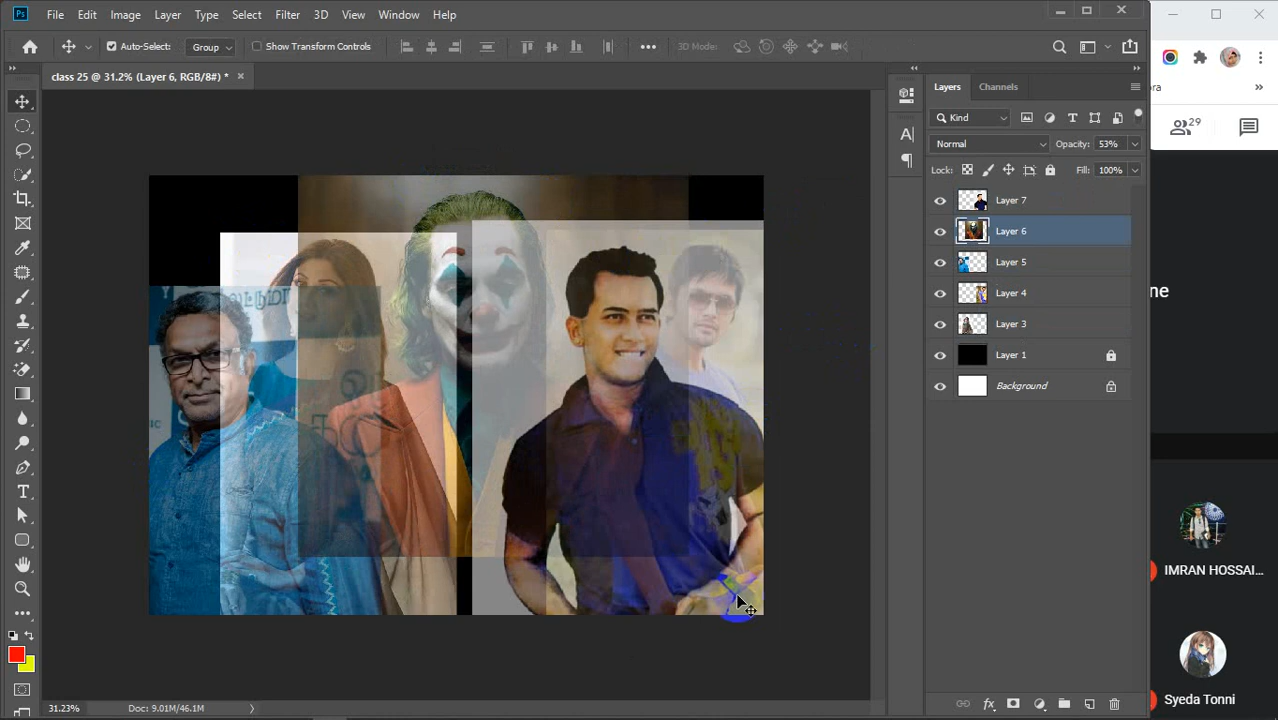 File Edit Image Layer Type Select Filter 3D View Window Help
Auto-Select: Group Show Transform Controls 3D Mode:
class 25 @ 31.2% (Layer 6, RGB/8#) * ×
Layers Channels
Kind
Normal Opacity: 53%
Lock: Fill: 100%
Layer 7
Layer 6
Layer 5
Layer 4
Layer 3
Layer 1
Background
31.23% Doc: 9.01M/46.1M
ora
29
ne
IMRAN HOSSAI...
Syeda Tonni